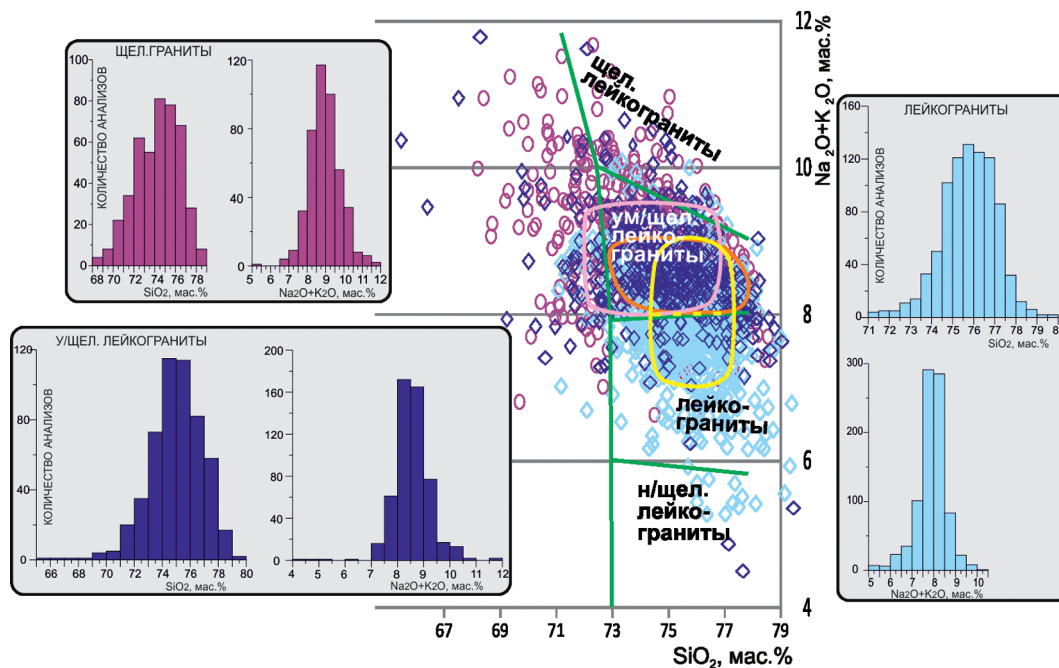 ЩЕЛ.ГРАНИТЫ
КОЛИЧЕСТВО АНАЛИЗОВ
100
80
60
40
20
0
68 70 72 74 76 78
SiO2, мас.%
120
80
40
0
5 6 7 8 9 10 11 12
Na2O+K2O, мас.%
У/ЩЕЛ. ЛЕЙКОГРАНИТЫ
КОЛИЧЕСТВО АНАЛИЗОВ
120
80
40
0
66 68 70 72 74 76 78 80
SiO2, мас.%
200
160
120
80
40
0
4 5 6 7 8 9 10 11 12
Na2O+K2O, мас.%
щел.
лейкограниты
ум/щел.
лейко-
граниты
лейко-
граниты
н/щел.
лейко-
граниты
12
10
8
6
4
Na2O+K2O, мас.%
67 69 71 73 75 77 79
SiO2, мас.%
ЛЕЙКОГРАНИТЫ
КОЛИЧЕСТВО АНАЛИЗОВ
160
120
80
40
0
71 72 73 74 75 76 77 78 79 8
SiO2, мас.%
300
200
100
0
5 6 7 8 9 10
Na2O+K2O, мас.%